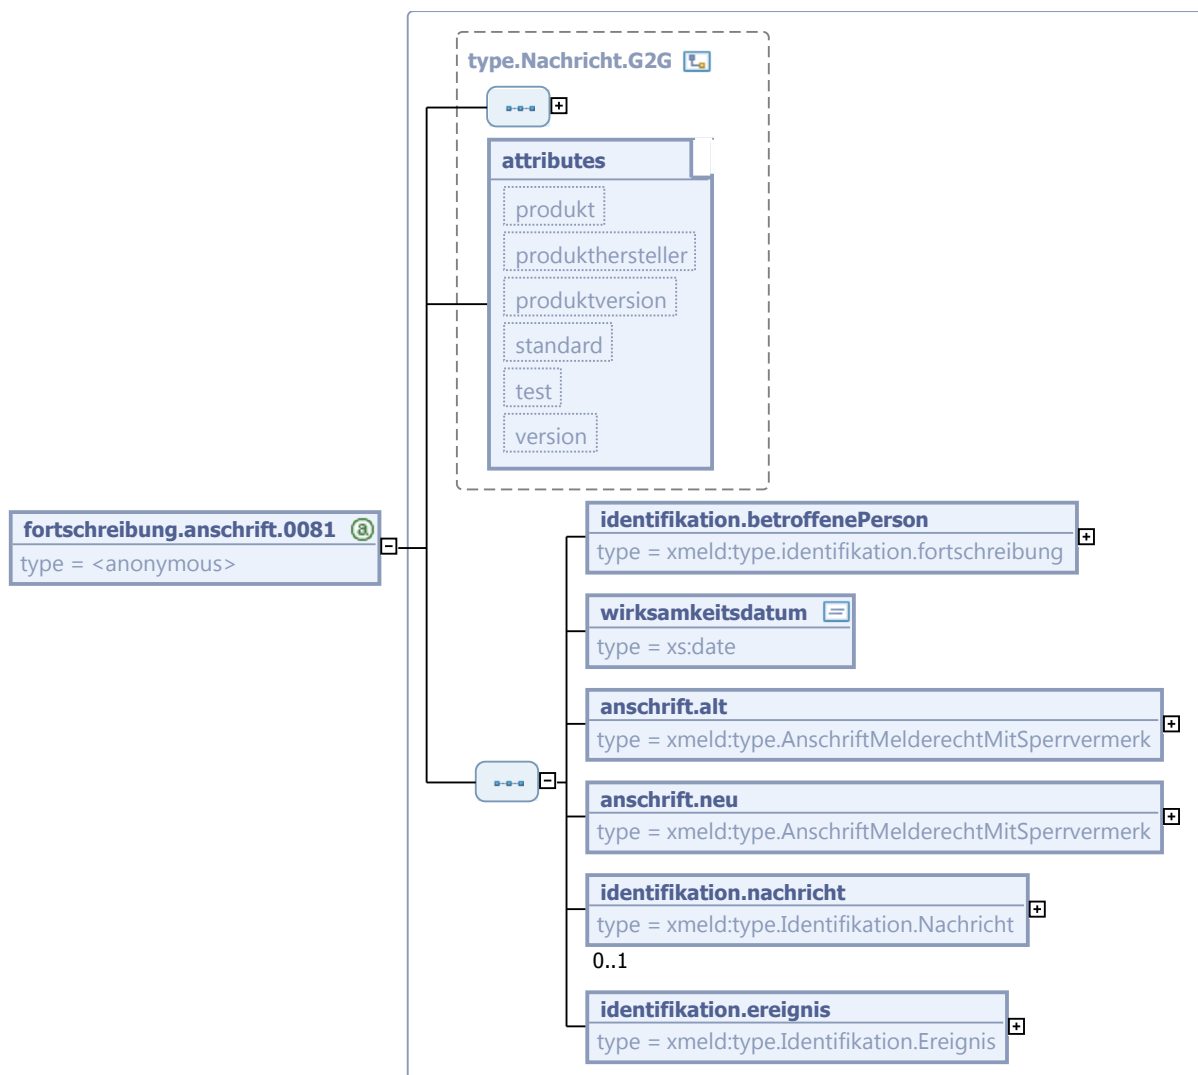 type.Nachricht.G2G
attributes
produkt
produkthersteller
produktversion
standard
test
version
fortschreibung.anschrift.0081
type = <anonymous>
identifikation.betroffenePerson
type = xmeld:type.identifikation.fortschreibung
wirksamkeitsdatum
type = xs:date
anschrift.alt
type = xmeld:type.AnschriftMelderechtMitSperrvermerk
anschrift.neu
type = xmeld:type.AnschriftMelderechtMitSperrvermerk
identifikation.nachricht
type = xmeld:type.Identifikation.Nachricht
0..1
identifikation.ereignis
type = xmeld:type.Identifikation.Ereignis